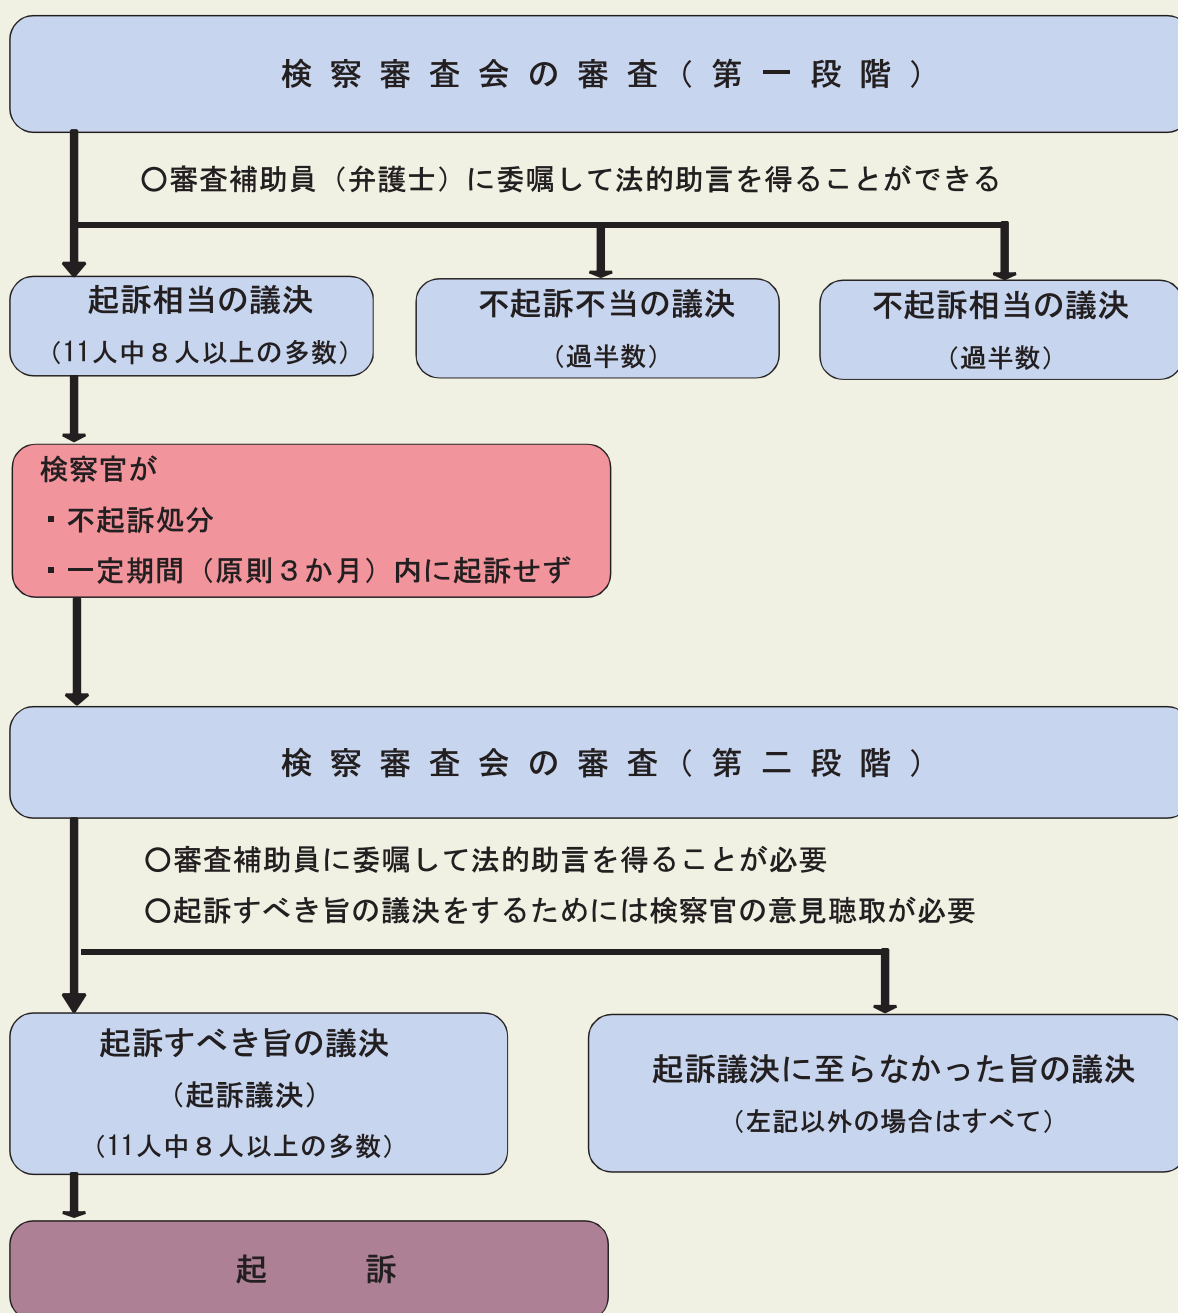 検察審査会の審査(第一段階)
○審査補助員（弁護士）に委嘱して法的助言を得ることができる
起訴相当の議決
（11人中８人以上の多数）
不起訴不当の議決
（過半数）
不起訴相当の議決
（過半数）
検察官が
・不起訴処分
・一定期間（原則３か月）内に起訴せず
検察審査会の審査(第二段階)
○審査補助員に委嘱して法的助言を得ることが必要
○起訴すべき旨の議決をするためには検察官の意見聴取が必要
起訴すべき旨の議決
（起訴議決）
（11人中８人以上の多数）
起訴議決に至らなかった旨の議決
（左記以外の場合はすべて）
起　訴